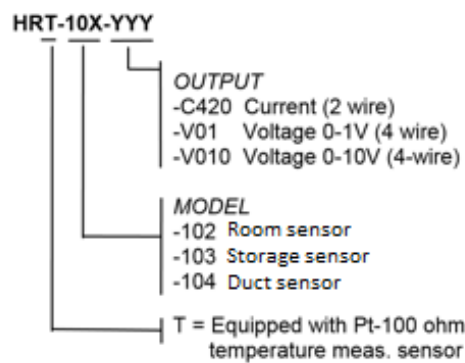 HRT-10X-YYY
OUTPUT
-C420 Current (2 wire)
-V01 Voltage 0-1V (4 wire)
-V010 Voltage 0-10V (4-wire)
MODEL
-102 Room sensor
-103 Storage sensor
-104 Duct sensor
T = Equipped with Pt-100 ohm
temperature meas. sensor